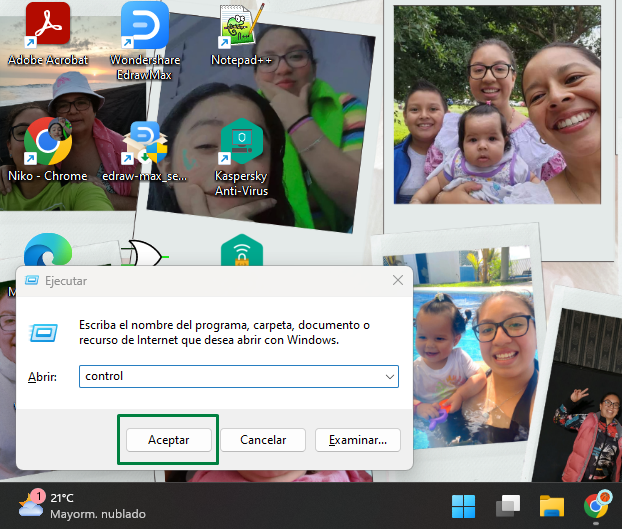 Adobe Acrobat
Wondershare
EdrawMax
Notepad++
Niko - Chrome
edraw-max_se...
Kaspersky
Anti-Virus
Ejecutar
Escriba el nombre del programa, carpeta, documento o
recurso de Internet que desea abrir con Windows.
Abrir:
control
Aceptar
Cancelar
Examinar...
1
21°C
Mayorm. nublado